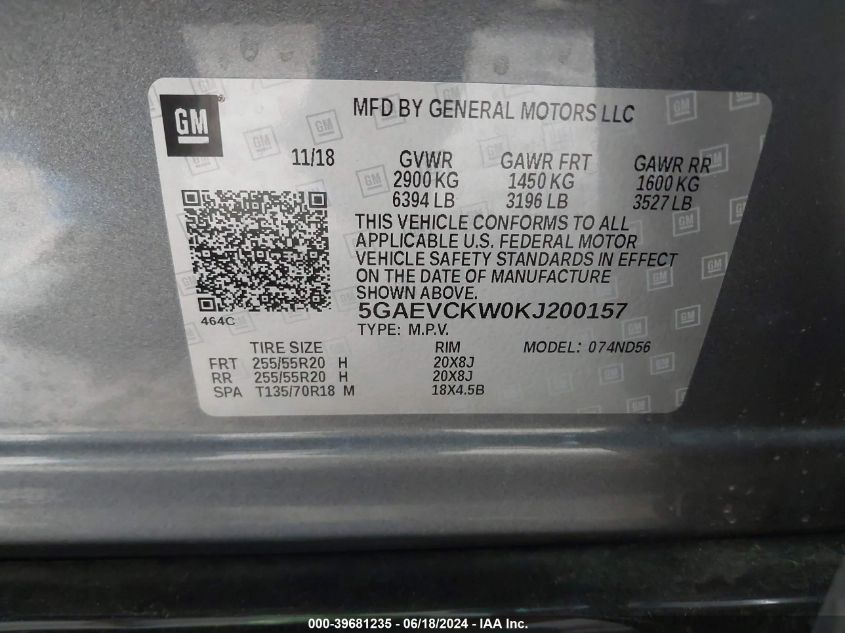 GM
MFD BY GENERAL MOTORS LLC
11/18 GVWR GAWR FRT GAWR RR
2900 KG 1450 KG 1600 KG
6394 LB 3196 LB 3527 LB
THIS VEHICLE CONFORMS TO ALL
APPLICABLE U.S. FEDERAL MOTOR
VEHICLE SAFETY STANDARDS IN EFFECT
ON THE DATE OF MANUFACTURE
SHOWN ABOVE.
464C
5GAEVCKW0KJ200157
TYPE: M.P.V.
TIRE SIZE RIM MODEL: 074ND56
FRT 255/55R20 H 20X8J
RR 255/55R20 H 20X8J
SPA T135/70R18 M 18X4.5B
000-39681235 - 06/18/2024 - IAA Inc.